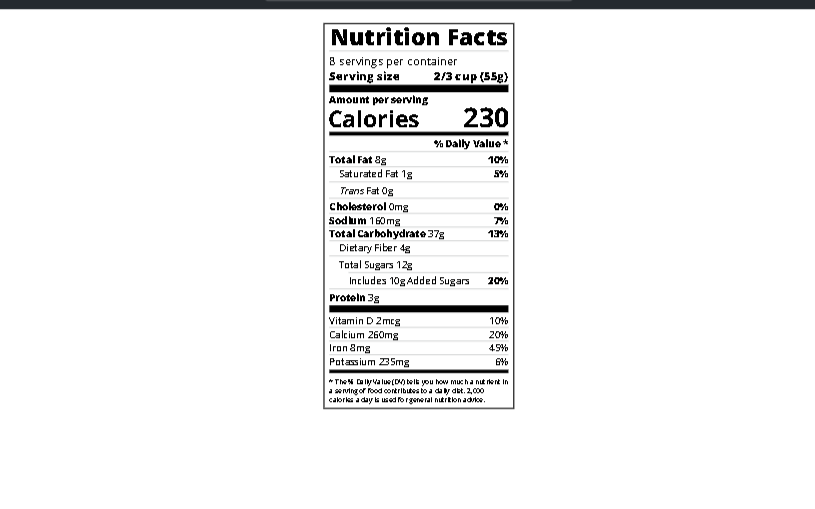 Nutrition Facts
8 servings per container
Serving size 2/3 cup (55g)
Amount per serving
Calories 230
% Daily Value *
Total Fat 8g 10%
Saturated Fat 1g 5%
Trans Fat 0g
Cholesterol 0mg 0%
Sodium 160mg 7%
Total Carbohydrate 37g 13%
Dietary Fiber 4g
Total Sugars 12g
Includes 10g Added Sugars 20%
Protein 3g
Vitamin D 2mcg 10%
Calcium 260mg 20%
Iron 8mg 45%
Potassium 235mg 6%
* The % Daily Value (DV) tells you how much a nutrient in
a serving of food contributes to a daily diet. 2,000
calories a day is used for general nutrition advice.